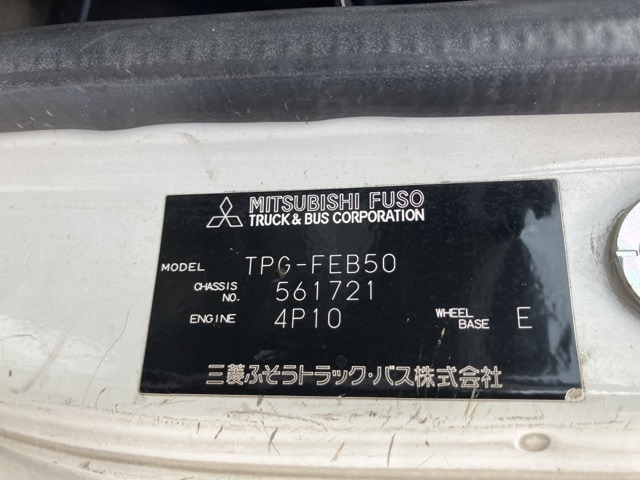 MITSUBISHI FUSO
TRUCK & BUS CORPORATION
MODEL TPG-FEB50
CHASSIS NO. 561721
ENGINE 4P10 WHEEL BASE E
三菱ふそうトラック・バス株式会社